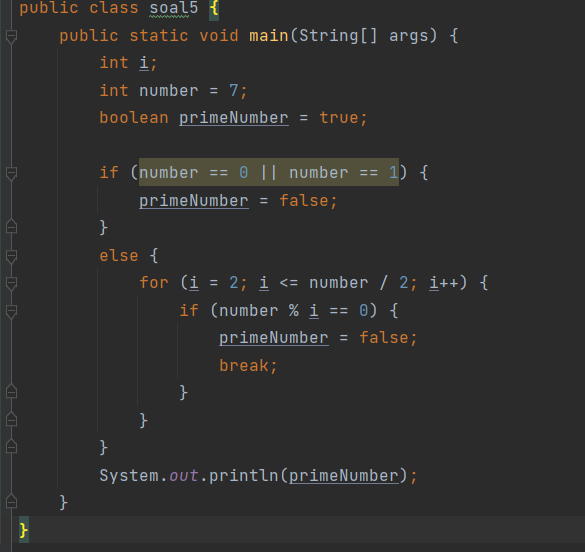 public class soal5 {
    public static void main(String[] args) {
        int i;
        int number = 7;
        boolean primeNumber = true;

        if (number == 0 || number == 1) {
            primeNumber = false;
        }
        else {
            for (i = 2; i <= number / 2; i++) {
                if (number % i == 0) {
                    primeNumber = false;
                    break;
                }
            }
        }
        System.out.println(primeNumber);
    }
}